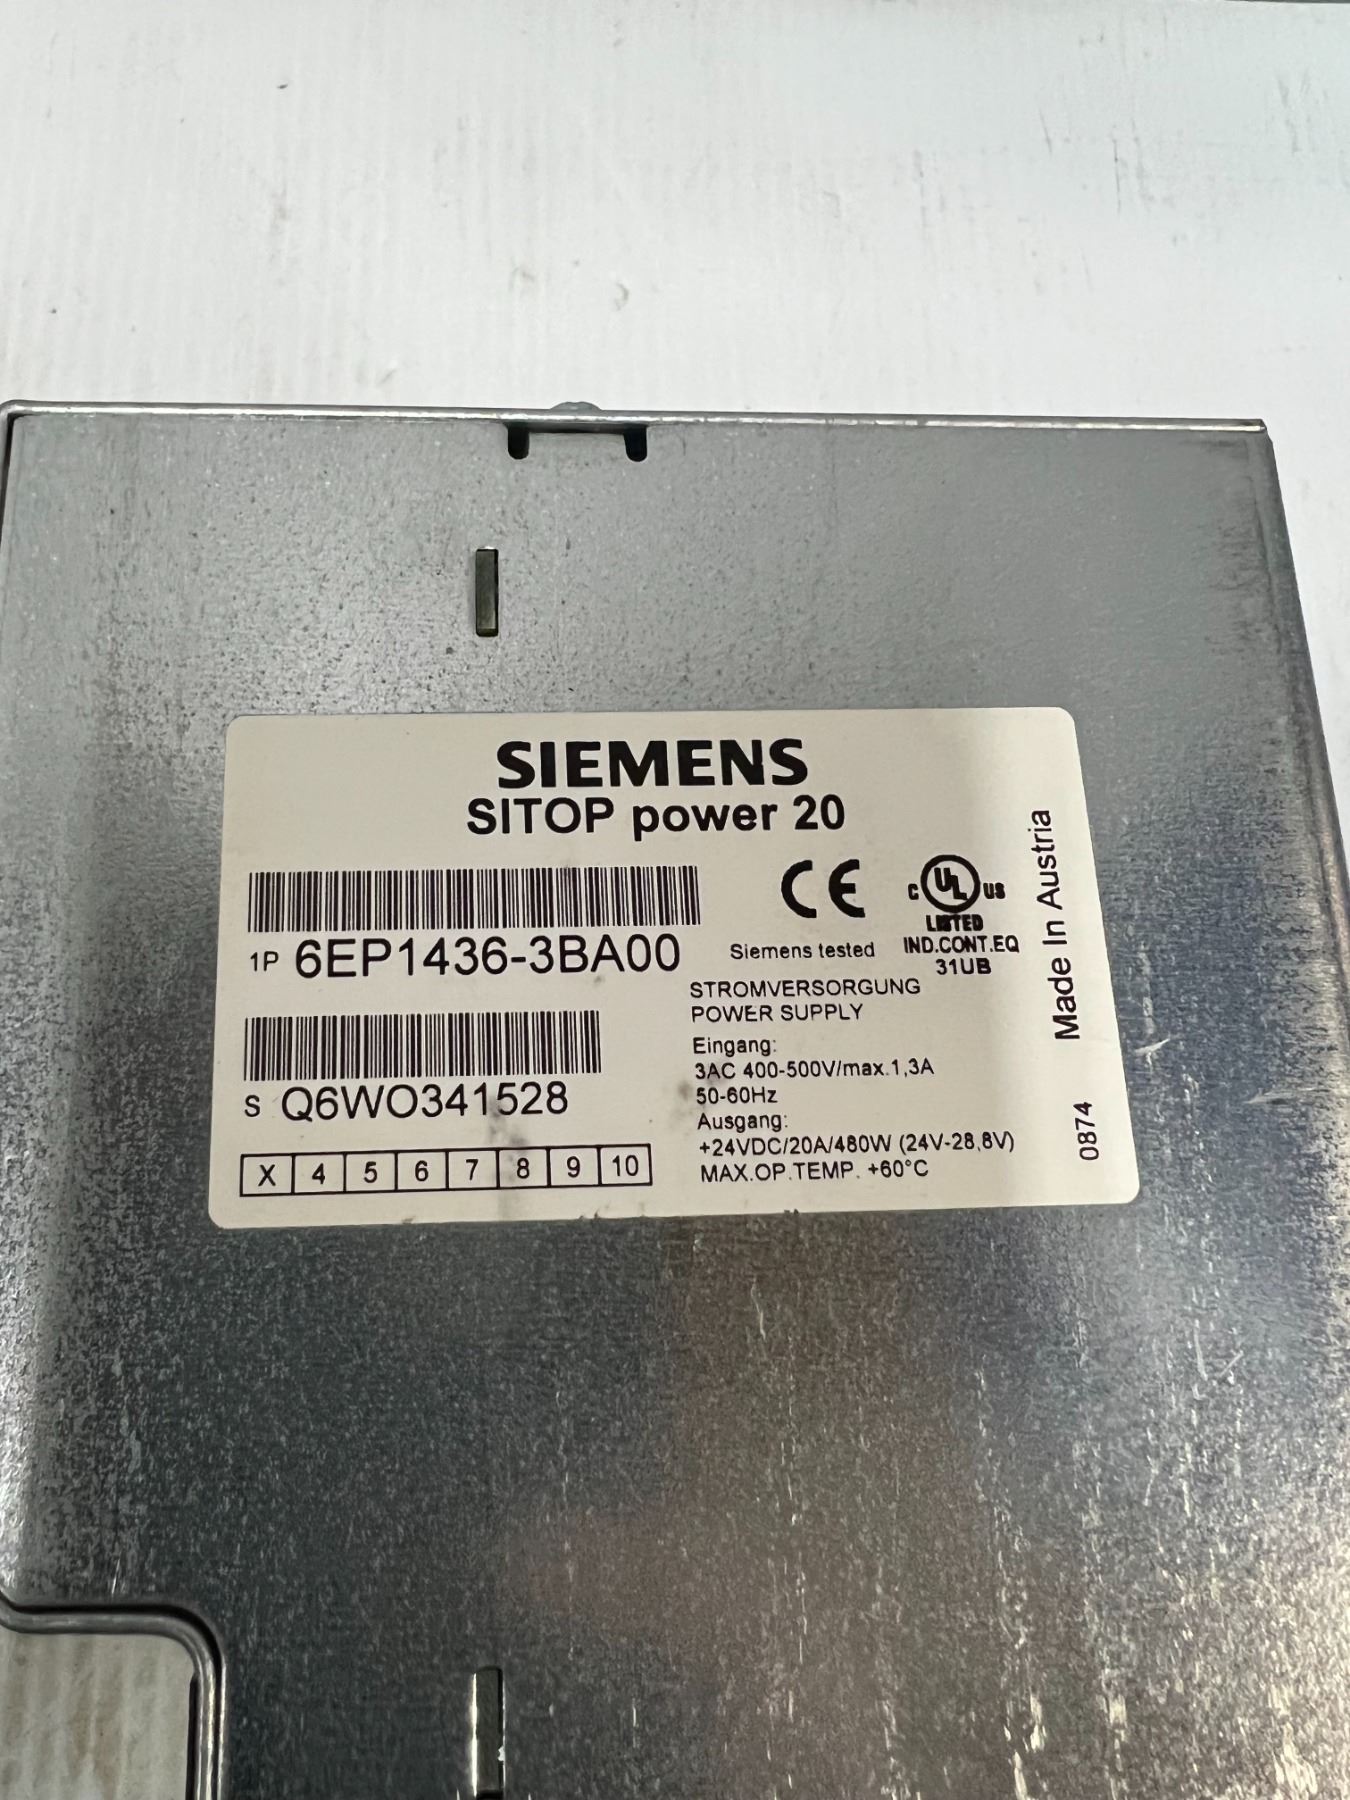 SIEMENS
SITOP power 20
1P 6EP1436-3BA00
S Q6WO341528
X 4 5 6 7 8 9 10
CE
Siemens tested
C UL US
LISTED
IND.CONT.EQ
31UB
STROMVERSORGUNG
POWER SUPPLY
Eingang:
3AC 400-500V/max.1,3A
50-60Hz
Ausgang:
+24VDC/20A/480W (24V-28,8V)
MAX.OP.TEMP. +60°C
Made In Austria
0874